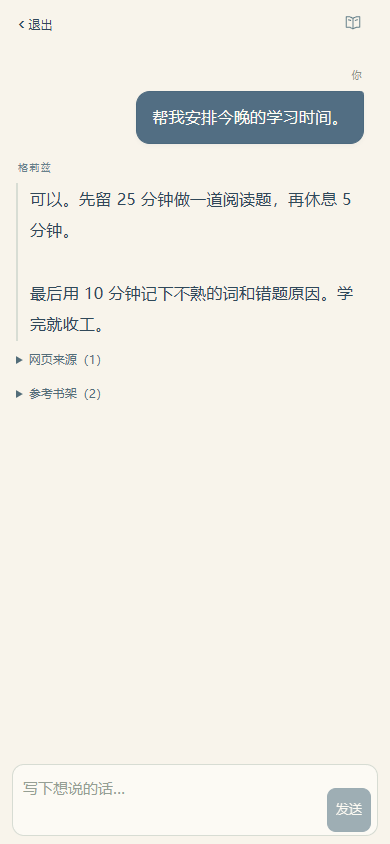 退出
你
帮我安排今晚的学习时间。
格莉兹
可以。先留 25 分钟做一道阅读题，再休息 5
分钟。
最后用 10 分钟记下不熟的词和错题原因。学
完就收工。
网页来源（1）
参考书架（2）
写下想说的话...
发送